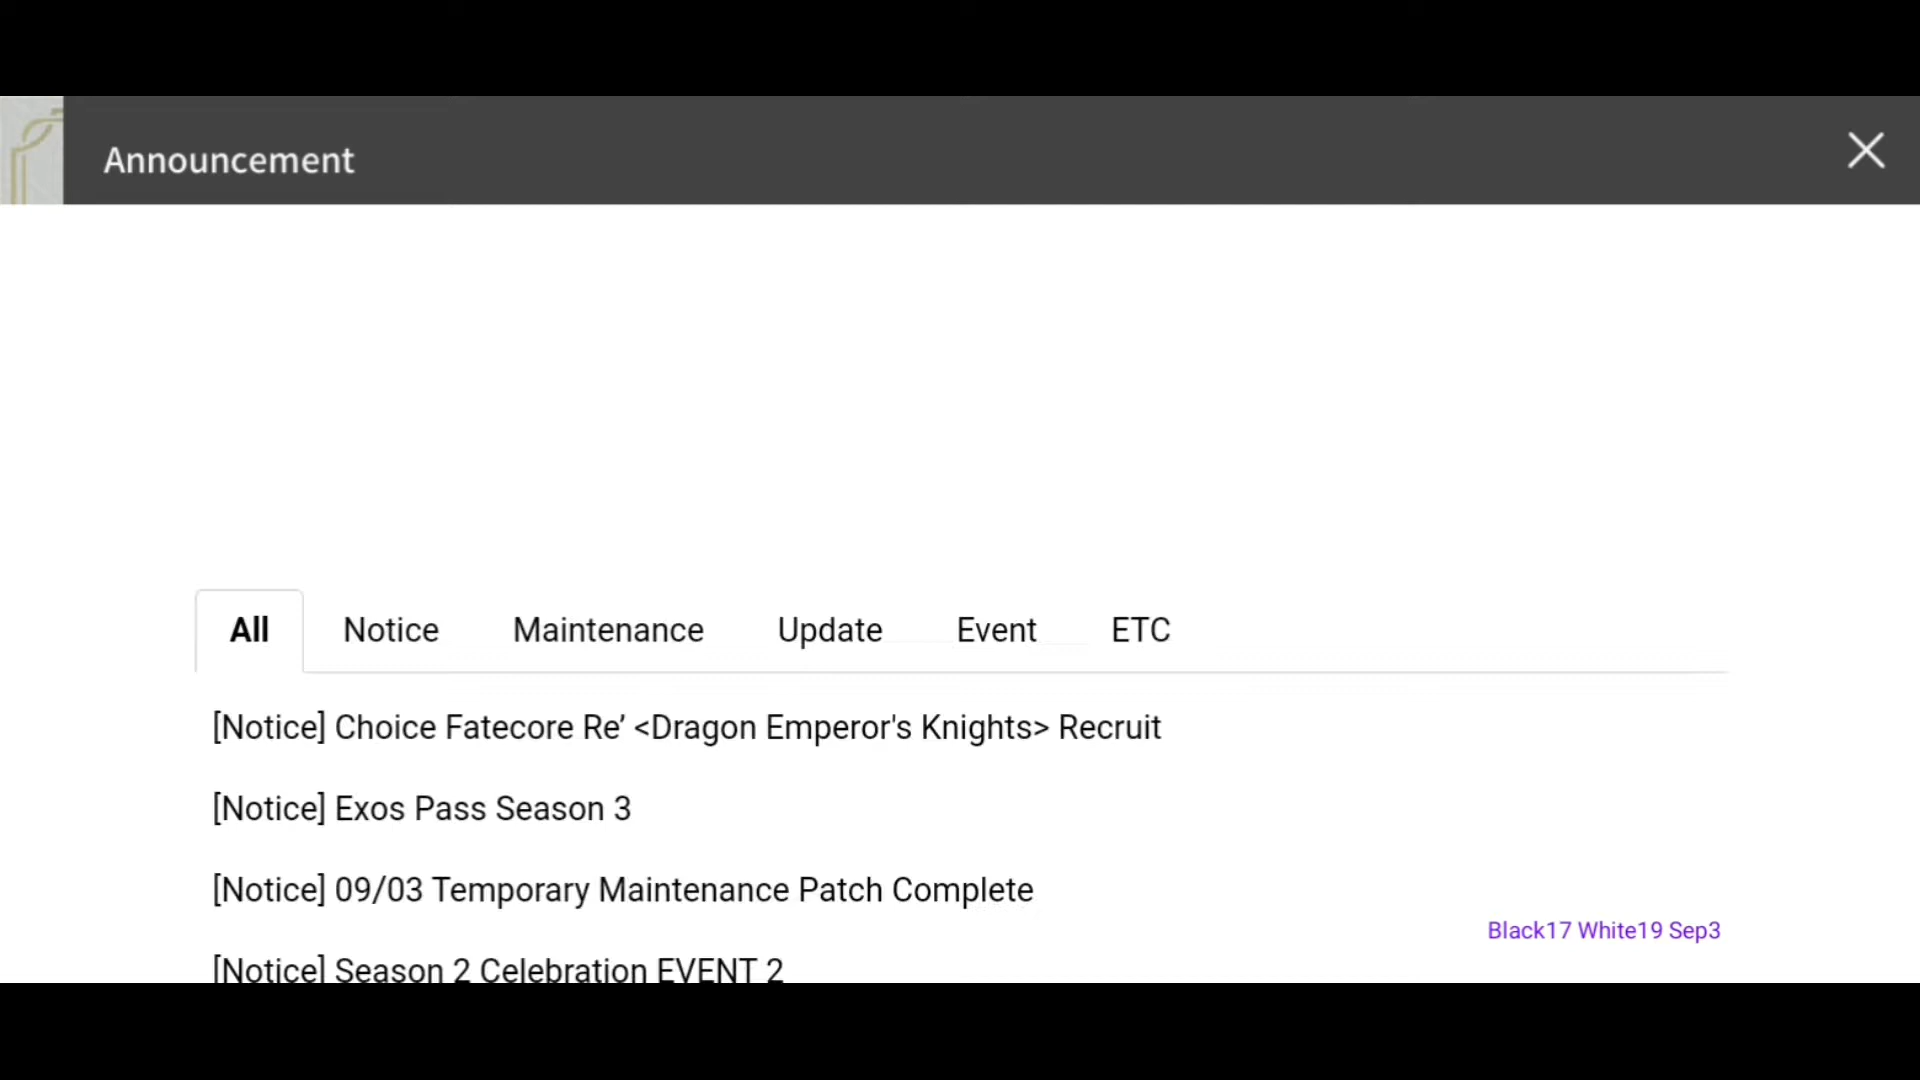 Announcement
All Notice Maintenance Update Event ETC
[Notice] Choice Fatecore Re’ <Dragon Emperor's Knights> Recruit
[Notice] Exos Pass Season 3
[Notice] 09/03 Temporary Maintenance Patch Complete
Black17 White19 Sep3
[Notice] Season 2 Celebration EVENT 2